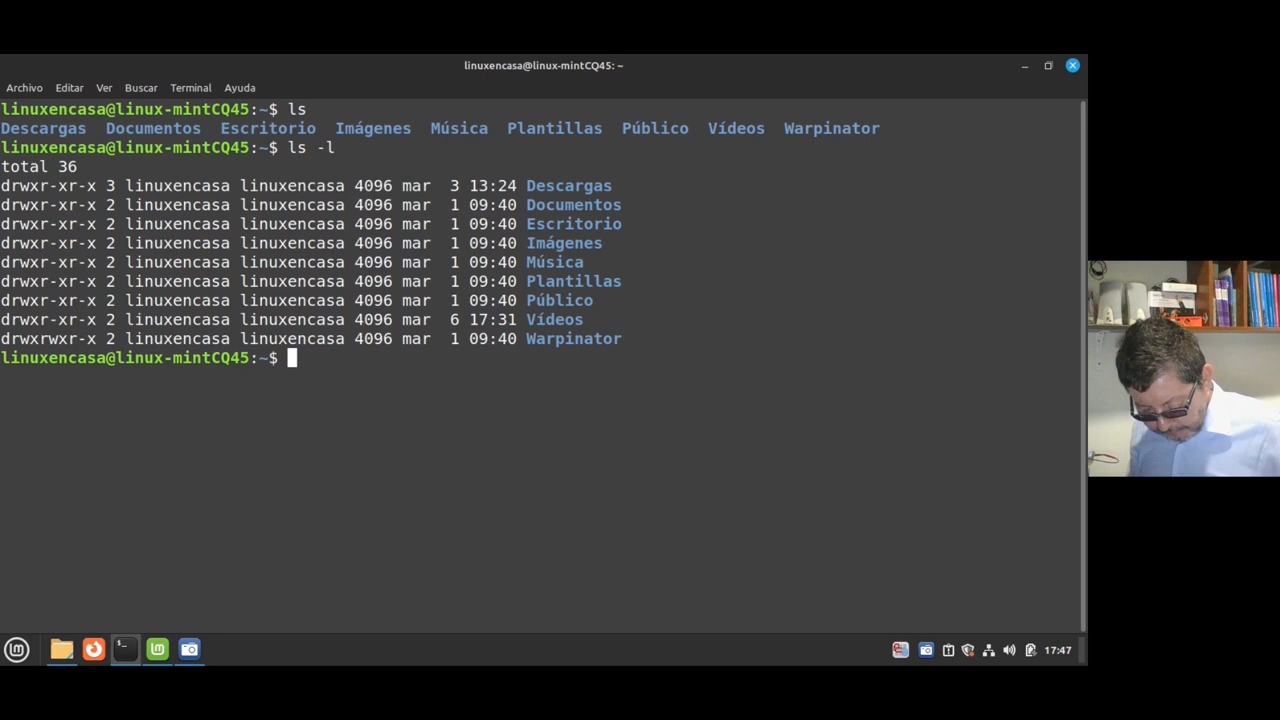 linuxencasa@linux-mintCQ45: ~
Archivo Editar Ver Buscar Terminal Ayuda
linuxencasa@linux-mintCQ45:~$ ls
Descargas Documentos Escritorio Imágenes Música Plantillas Público Vídeos Warpinator
linuxencasa@linux-mintCQ45:~$ ls -l
total 36
drwxr-xr-x 3 linuxencasa linuxencasa 4096 mar 3 13:24 Descargas
drwxr-xr-x 2 linuxencasa linuxencasa 4096 mar 1 09:40 Documentos
drwxr-xr-x 2 linuxencasa linuxencasa 4096 mar 1 09:40 Escritorio
drwxr-xr-x 2 linuxencasa linuxencasa 4096 mar 1 09:40 Imágenes
drwxr-xr-x 2 linuxencasa linuxencasa 4096 mar 1 09:40 Música
drwxr-xr-x 2 linuxencasa linuxencasa 4096 mar 1 09:40 Plantillas
drwxr-xr-x 2 linuxencasa linuxencasa 4096 mar 1 09:40 Público
drwxr-xr-x 2 linuxencasa linuxencasa 4096 mar 6 17:31 Vídeos
drwxrwxr-x 2 linuxencasa linuxencasa 4096 mar 1 09:40 Warpinator
linuxencasa@linux-mintCQ45:~$
17:47